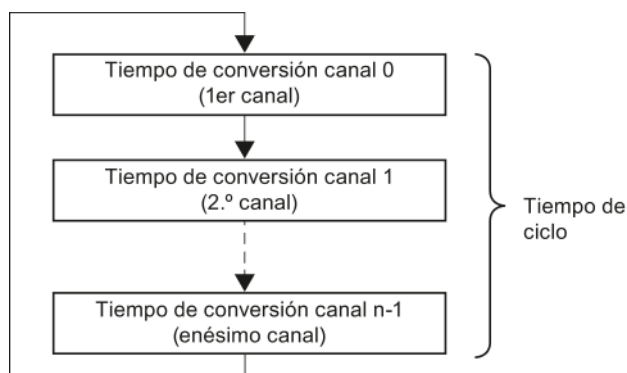 Tiempo de conversión canal 0
(1er canal)
Tiempo de conversión canal 1
(2.º canal)
Tiempo de
ciclo
Tiempo de conversión canal n-1
(enésimo canal)